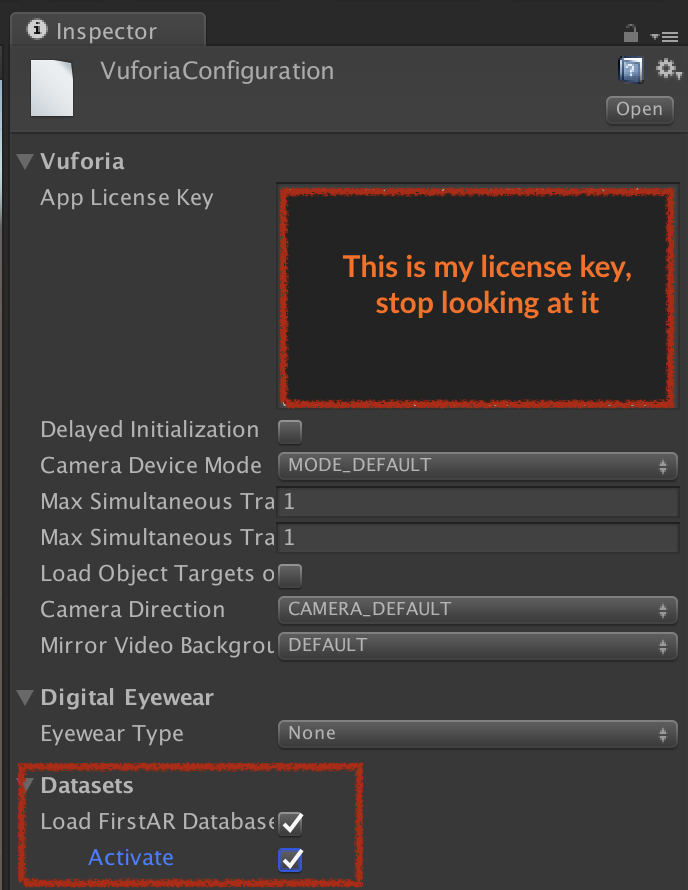 Inspector
VuforiaConfiguration
Open
Vuforia
App License Key
This is my license key,
stop looking at it
Delayed Initialization
Camera Device Mode MODE_DEFAULT
Max Simultaneous Tra 1
Max Simultaneous Tra 1
Load Object Targets o
Camera Direction CAMERA_DEFAULT
Mirror Video Backgrou DEFAULT
Digital Eyewear
Eyewear Type None
Datasets
Load FirstAR Database
Activate